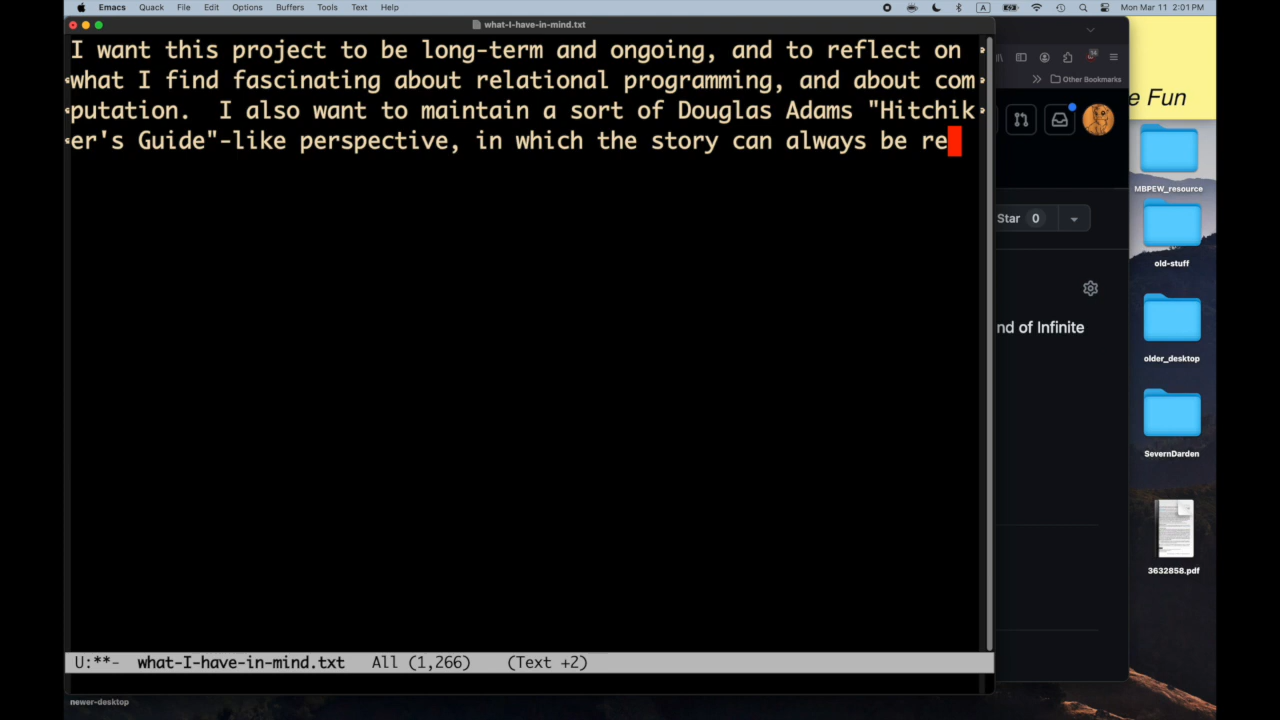 Emacs Quack File Edit Options Buffers Tools Text Help
A
Mon Mar 11 2:01 PM
what-I-have-in-mind.txt
I want this project to be long-term and ongoing, and to reflect on
what I find fascinating about relational programming, and about com
putation.  I also want to maintain a sort of Douglas Adams "Hitchik
er's Guide"-like perspective, in which the story can always be re
14
Other Bookmarks
e Fun
Star 0
nd of Infinite
MBPEW_resource
old-stuff
older_desktop
SevernDarden
3632858.pdf
U:**-  what-I-have-in-mind.txt   All (1,266)    (Text +2)
newer-desktop